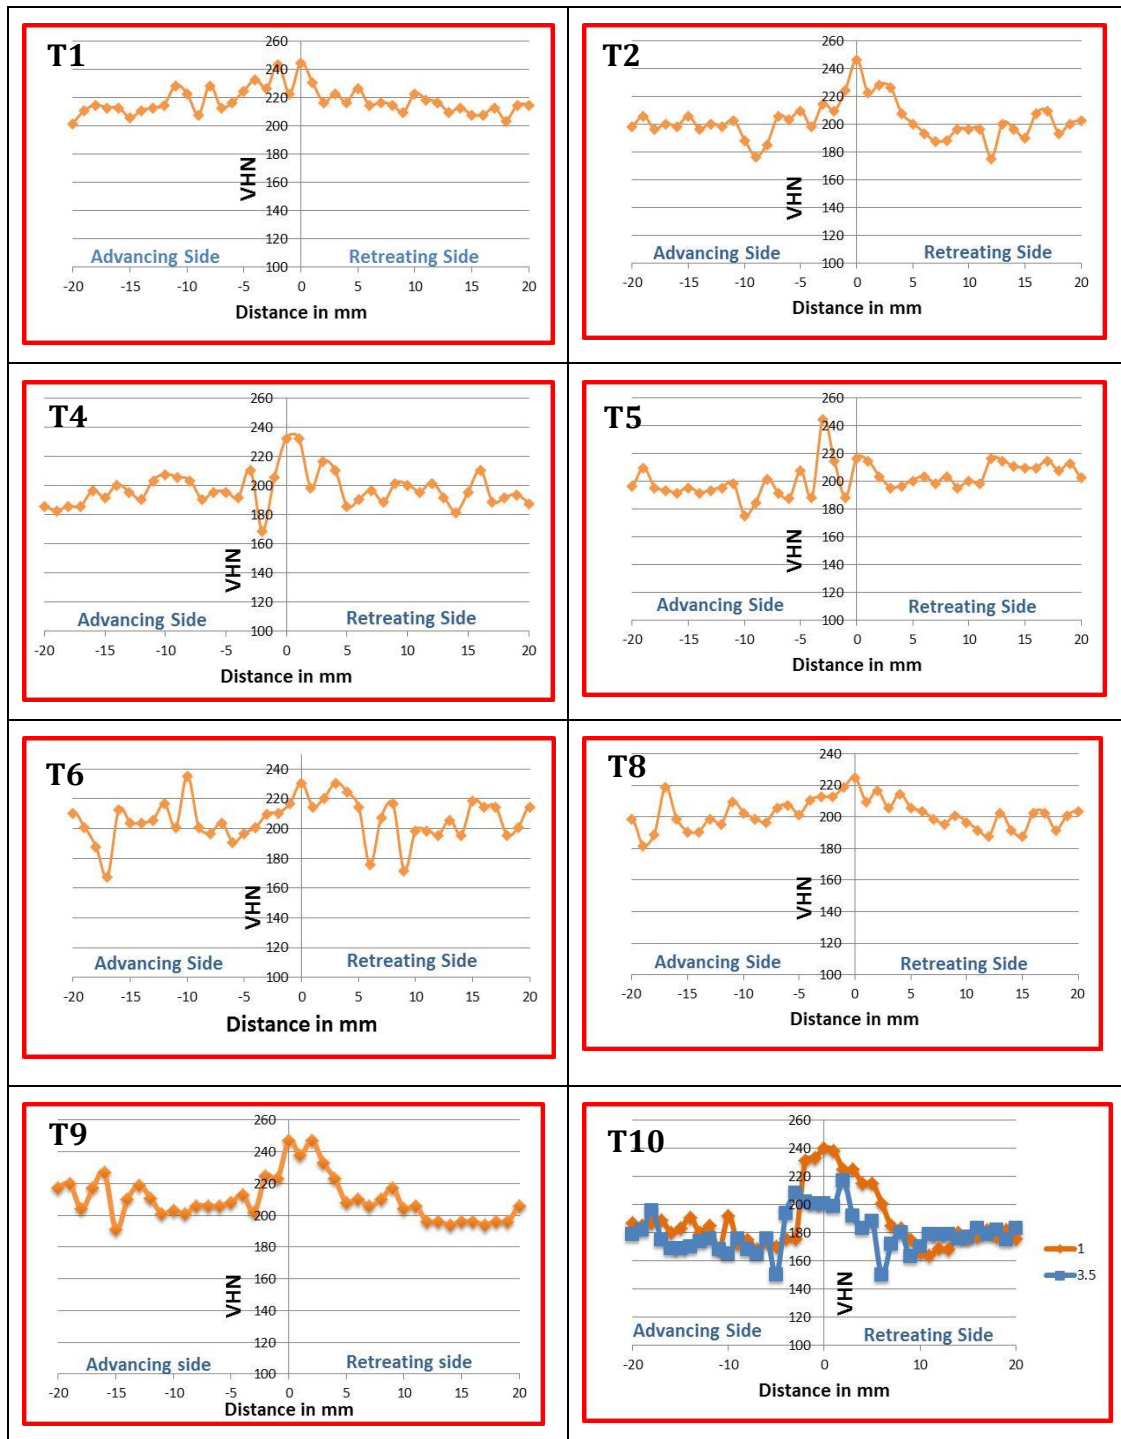 T1
260
240
220
200
180
160
140
120
100
VHN
Advancing Side
Retreating Side
-20 -15 -10 -5 0 5 10 15 20
Distance in mm
T2
260
240
220
200
180
160
140
120
100
VHN
Advancing Side
Retreating Side
-20 -15 -10 -5 0 5 10 15 20
Distance in mm
T4
260
240
220
200
180
160
140
120
100
VHN
Advancing Side
Retreating Side
-20 -15 -10 -5 0 5 10 15 20
Distance in mm
T5
260
240
220
200
180
160
140
120
100
VHN
Advancing Side
Retreating Side
-20 -15 -10 -5 0 5 10 15 20
Distance in mm
T6
240
220
200
180
160
140
120
100
VHN
Advancing Side
Retreating Side
-20 -15 -10 -5 0 5 10 15 20
Distance in mm
T8
240
220
200
180
160
140
120
100
VHN
Advancing Side
Retreating Side
-20 -15 -10 -5 0 5 10 15 20
Distance in mm
T9
260
240
220
200
180
160
140
120
100
VHN
Advancing side
Retreating side
-20 -15 -10 -5 0 5 10 15 20
Distance in mm
T10
260
240
220
200
180
160
140
120
100
VHN
1
3.5
Advancing Side
Retreating Side
-20 -10 0 10 20
Distance in mm